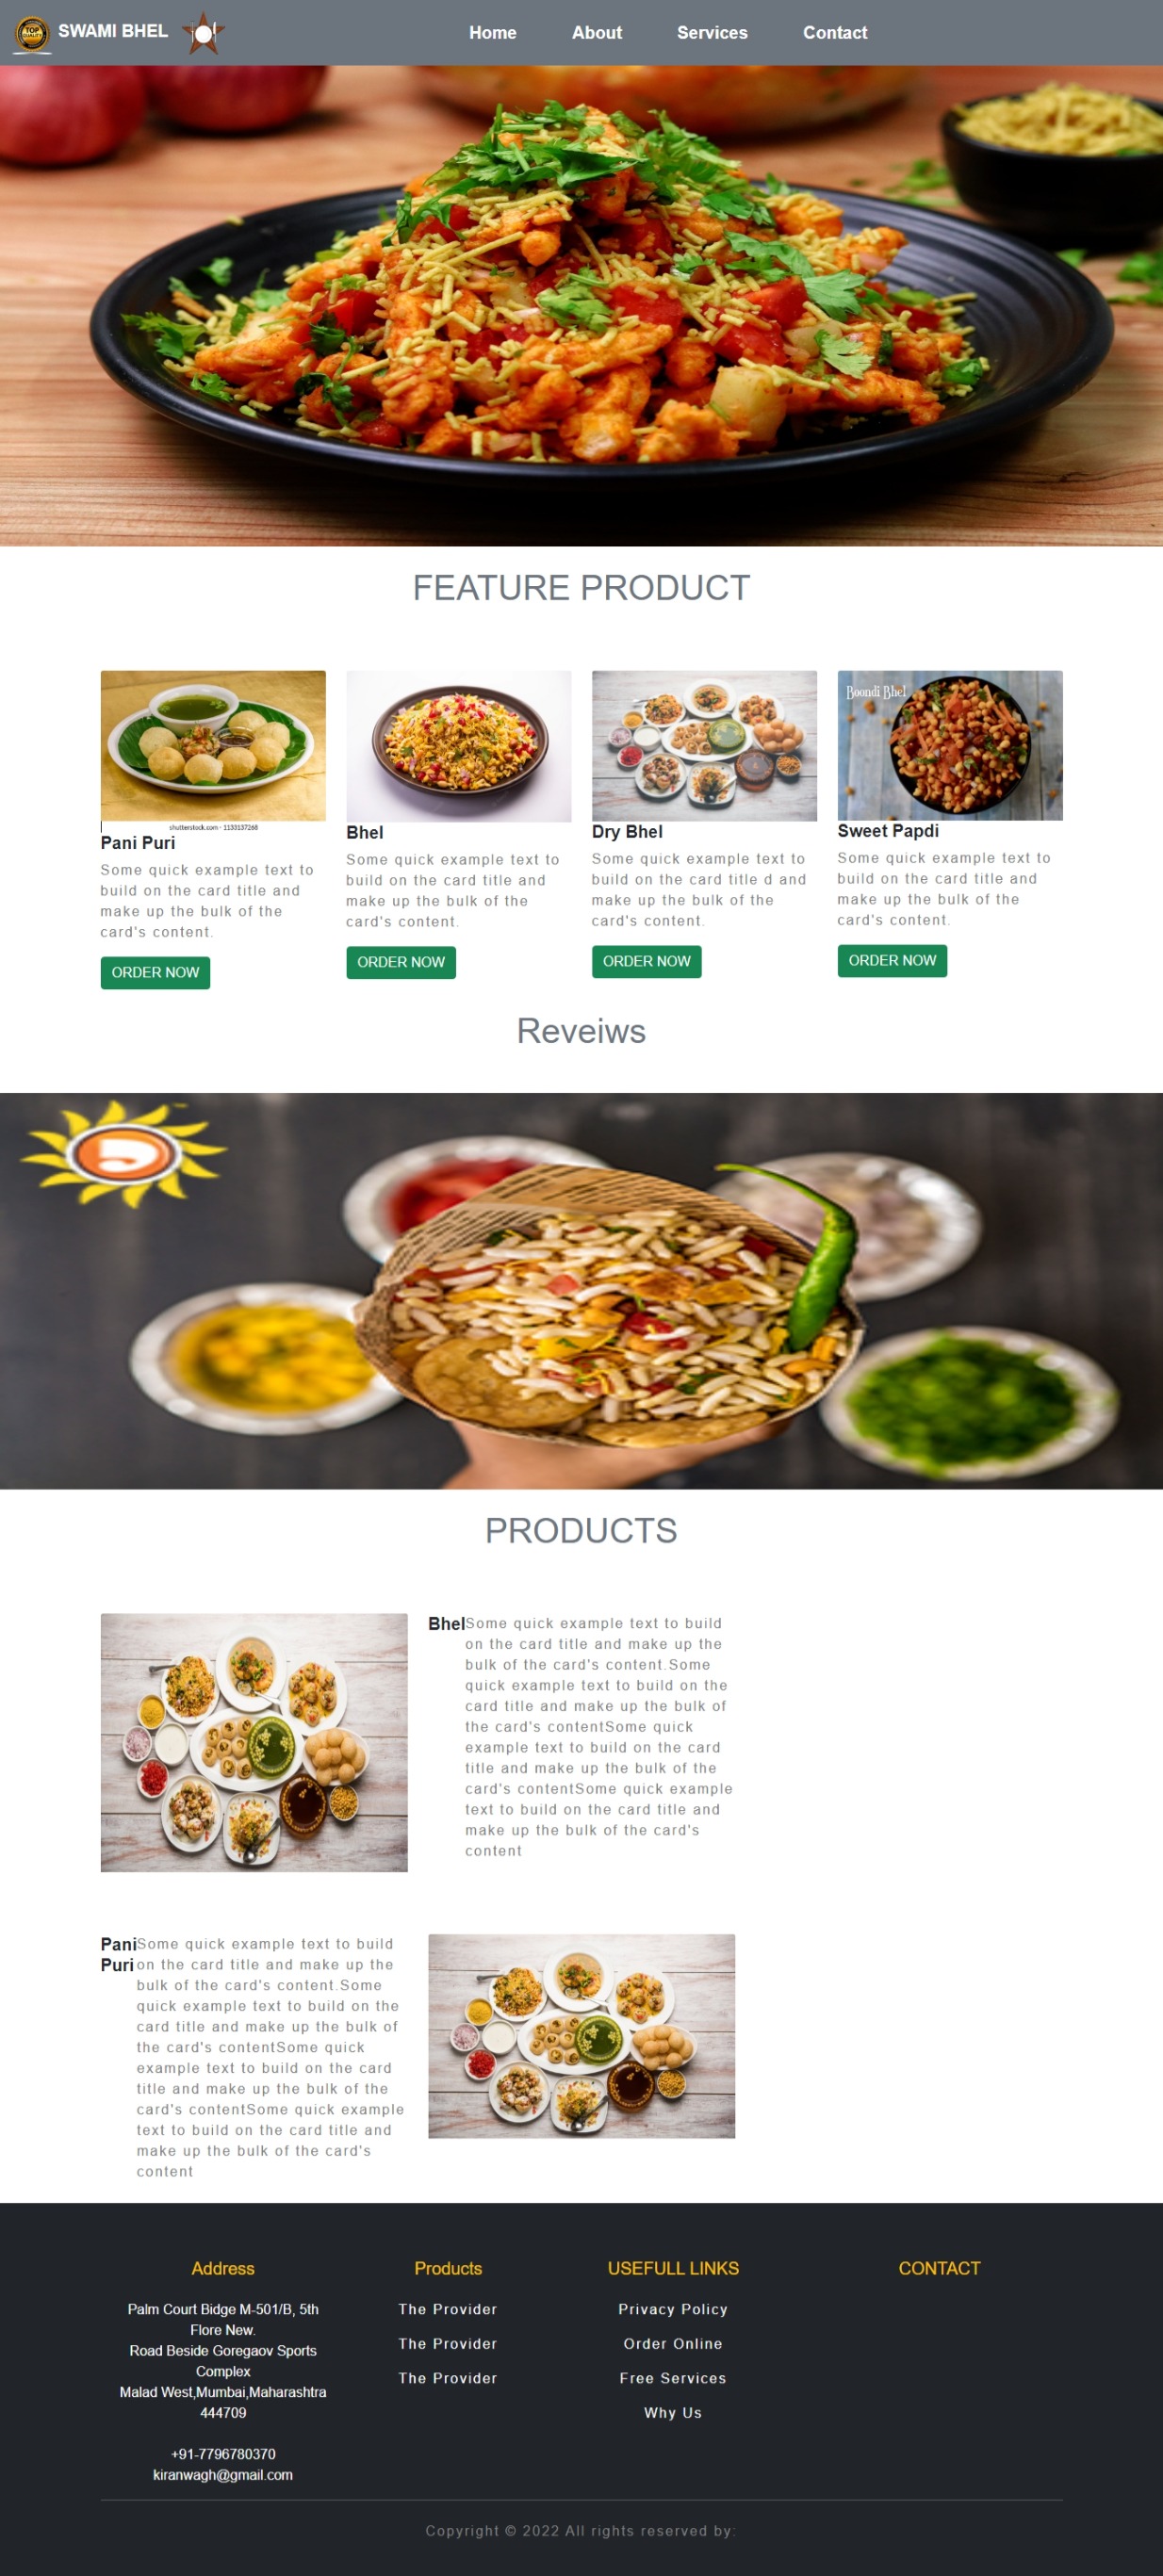 TOP QUALITY
SWAMI BHEL
Home
About
Services
Contact
FEATURE PRODUCT
shutterstock.com - 1133137268
Pani Puri
Some quick example text to
build on the card title and
make up the bulk of the
card's content.
ORDER NOW
Bhel
Some quick example text to
build on the card title and
make up the bulk of the
card's content.
ORDER NOW
Dry Bhel
Some quick example text to
build on the card title d and
make up the bulk of the
card's content.
ORDER NOW
Boondi Bhel
Sweet Papdi
Some quick example text to
build on the card title and
make up the bulk of the
card's content.
ORDER NOW
Reveiws
PRODUCTS
Bhel
Some quick example text to build
on the card title and make up the
bulk of the card's content.Some
quick example text to build on the
card title and make up the bulk of
the card's contentSome quick
example text to build on the card
title and make up the bulk of the
card's contentSome quick example
text to build on the card title and
make up the bulk of the card's
content
Pani
Puri
Some quick example text to build
on the card title and make up the
bulk of the card's content.Some
quick example text to build on the
card title and make up the bulk of
the card's contentSome quick
example text to build on the card
title and make up the bulk of the
card's contentSome quick example
text to build on the card title and
make up the bulk of the card's
content
Address
Palm Court Bidge M-501/B, 5th
Flore New.
Road Beside Goregaov Sports
Complex
Malad West,Mumbai,Maharashtra
444709
+91-7796780370
kiranwagh@gmail.com
Products
The Provider
The Provider
The Provider
USEFULL LINKS
Privacy Policy
Order Online
Free Services
Why Us
CONTACT
Copyright © 2022 All rights reserved by: